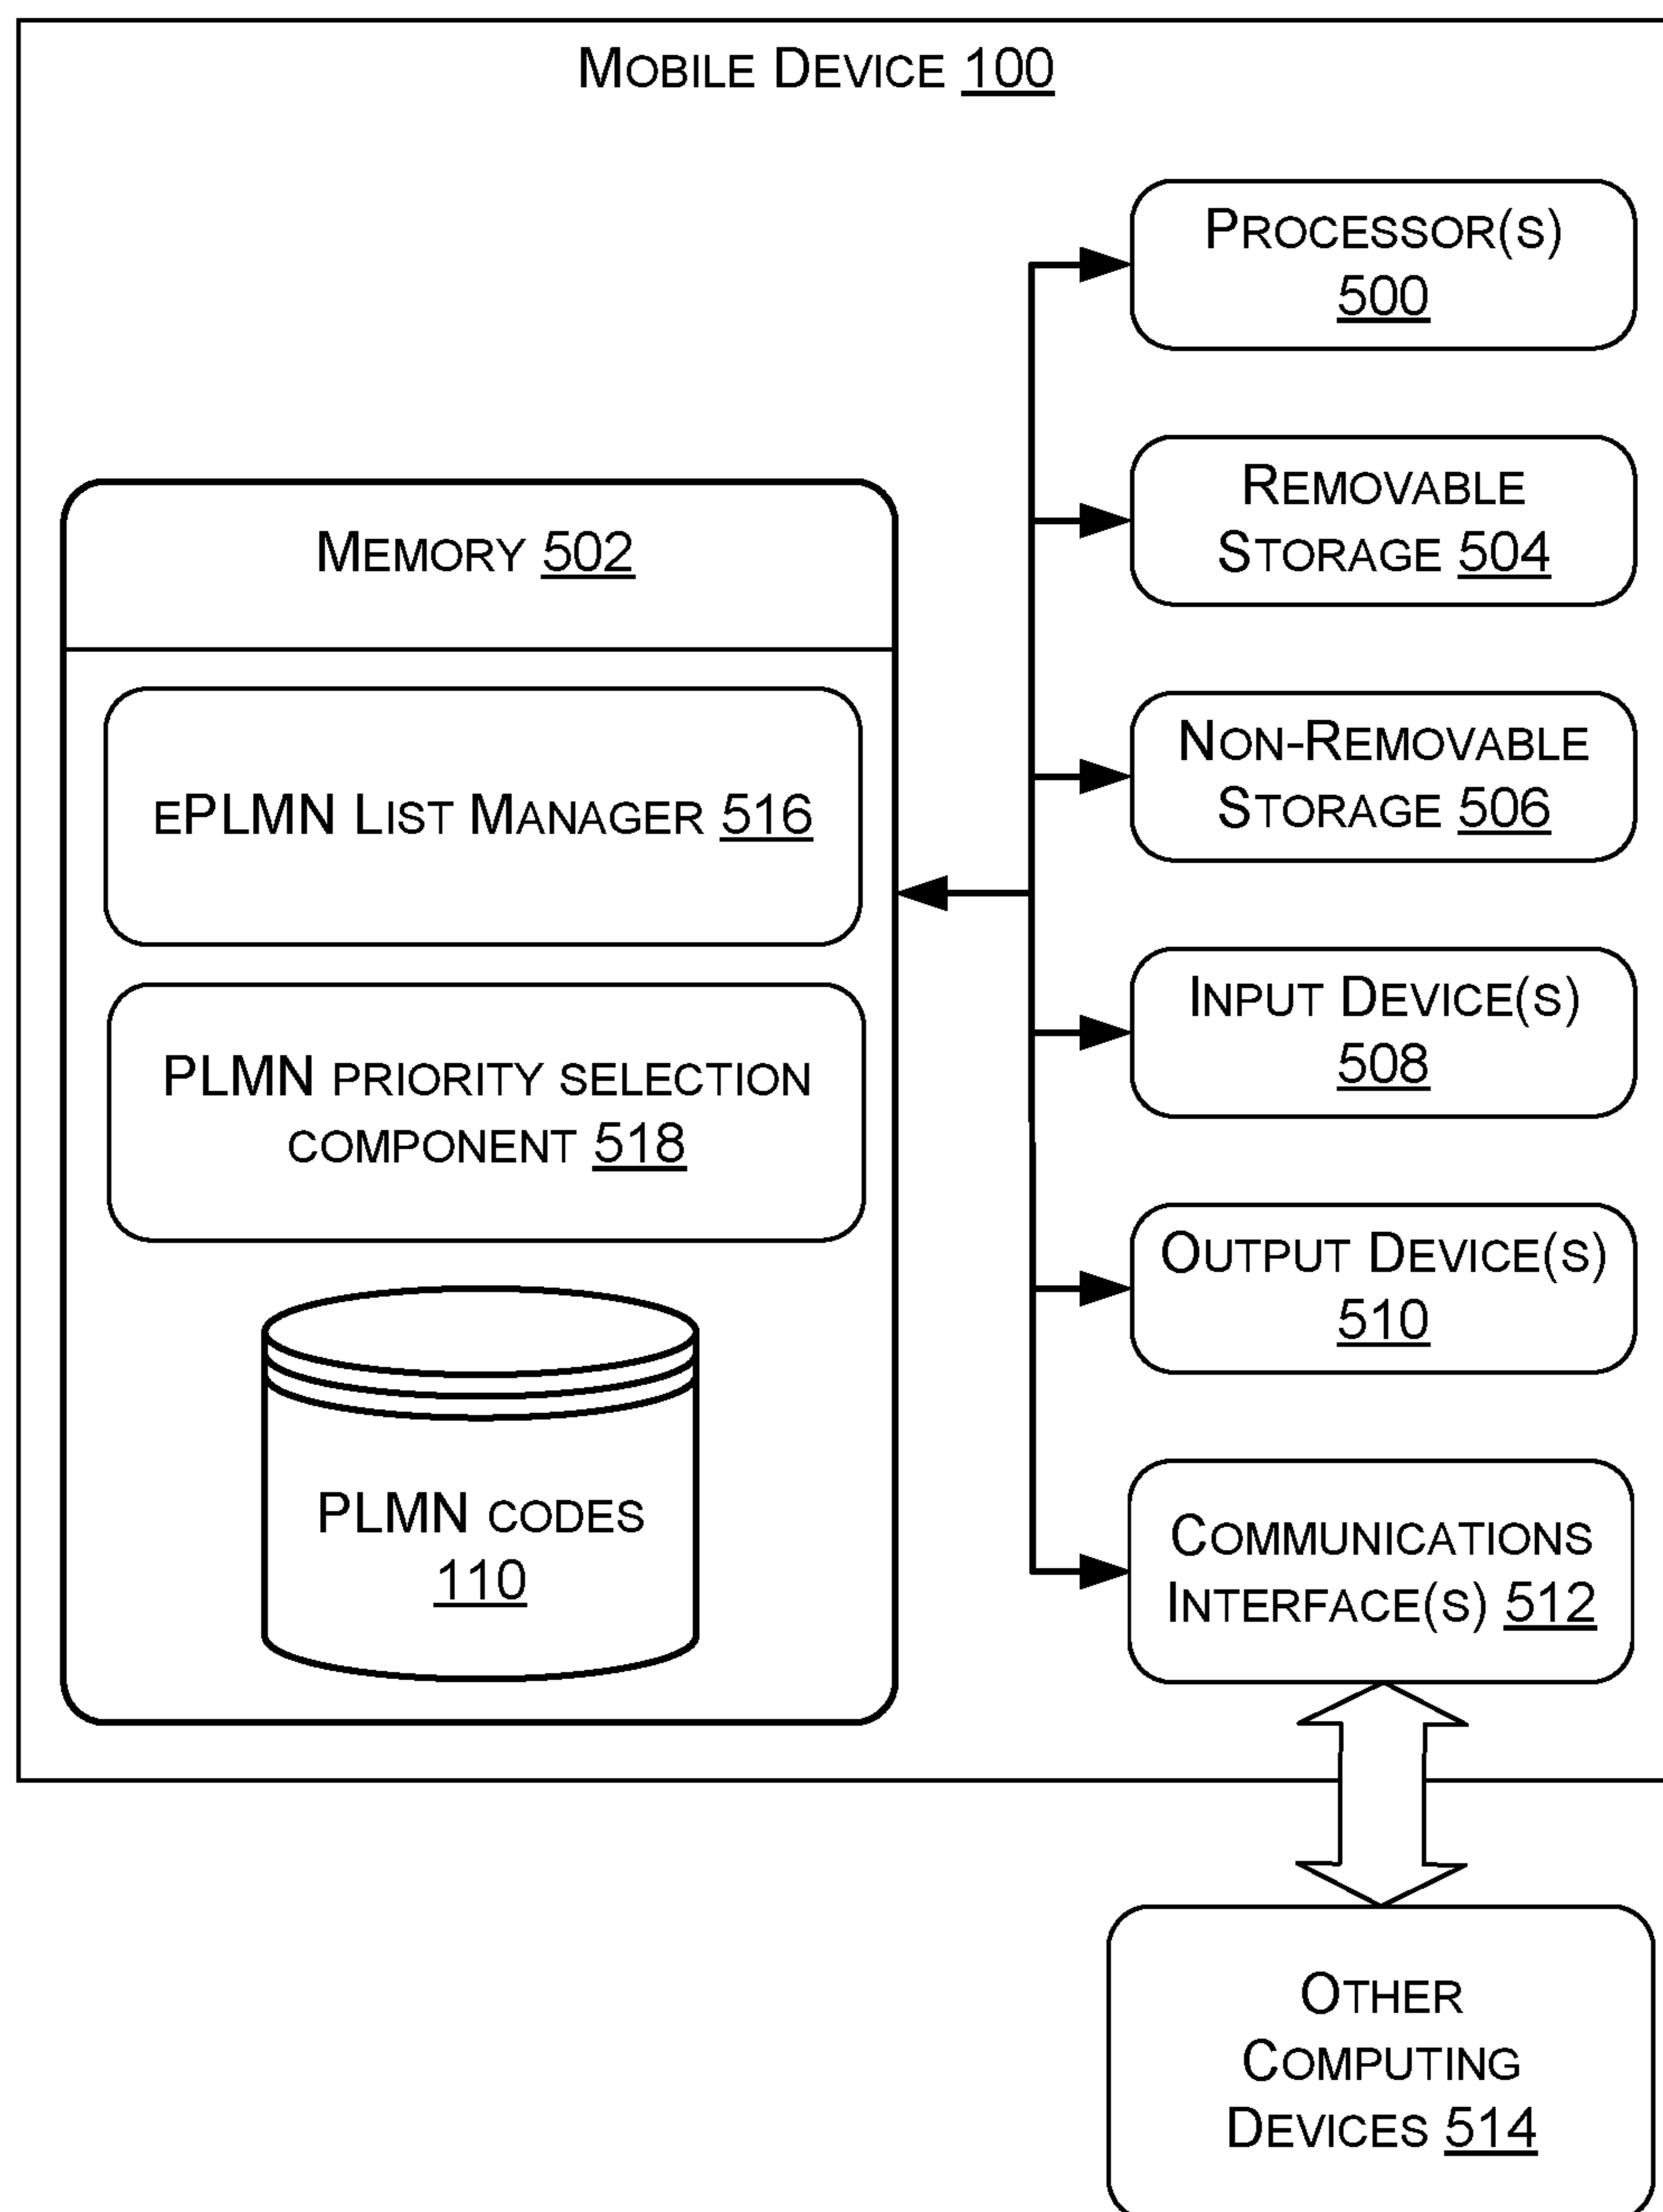 MOBILE DEVICE 100
PROCESSOR(S)
500
REMOVABLE
STORAGE 504
NON-REMOVABLE
STORAGE 506
INPUT DEVICE(S)
508
OUTPUT DEVICE(S)
510
COMMUNICATIONS
INTERFACE(S) 512
MEMORY 502
EPLMN LIST MANAGER 516
PLMN PRIORITY SELECTION
COMPONENT 518
PLMN CODES
110
OTHER
COMPUTING
DEVICES 514